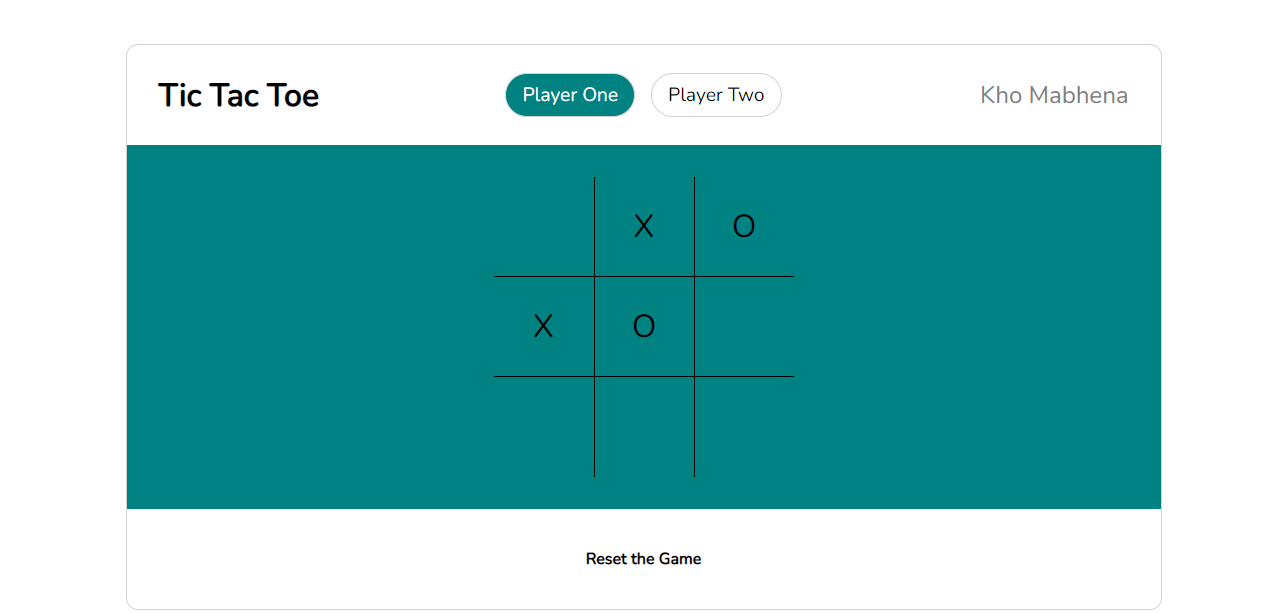 Tic Tac Toe
Player One
Player Two
Kho Mabhena
X O
X O
Reset the Game